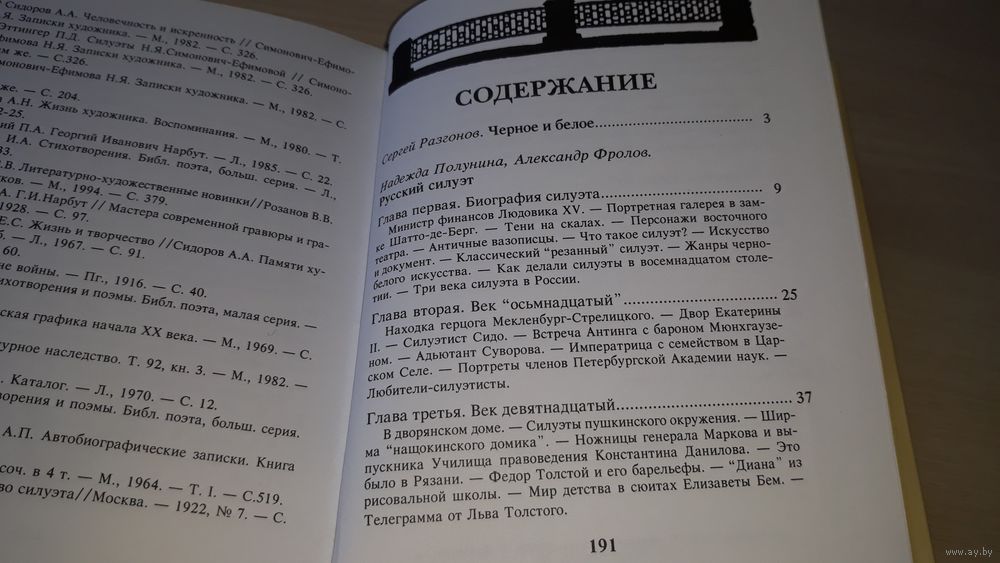 Сидоров А.А. Человечность и искренность // Симонович-Ефимо-
Я. Записки художника. — М., 1982. — С. 326.
Эттингер П.Д. Силуэты Н.Я.Симонович-Ефимовой // Симоно-
фимова Н.Я. Записки художника. — М., 1982. — С. 326.
м же. — С.326.
монович-Ефимова Н.Я. Записки художника. — М., 1982. — С.
же. — С. 204.
А.Н. Жизнь художника. Воспоминания. — М., 1980. — Т.
2-25.
ий П.А. Георгий Иванович Нарбут. — Л., 1985. — С. 22.
И.А. Стихотворения. Библ. поэта, больш. серия. — Л.,
83.
В.В. Литературно-художественные новинки//Розанов В.В.
ков. — М., 1994. — С. 379.
А. Г.И.Нарбут // Мастера современной гравюры и гра-
1928. — С. 97.
Е.С. Жизнь и творчество //Сидоров А.А. Памяти ху-
б. — Л., 1967. — С. 91.
60.
не войны. — Пг., 1916. — С. 40.
тихотворения и поэмы. Библ. поэта, малая серия. —
ская графика начала XX века. — М., 1969. — С.
турное наследство. Т. 92, кн. 3. — М., 1982. —
. Каталог. — Л., 1970. — С. 12.
творения и поэмы. Библ. поэта, больш. серия.
А.П. Автобиографические записки. Книга
соч. в 4 т. — М., 1964. — Т. I. — С.519.
во силуэта//Москва. — 1922, № 7. — С.
СОДЕРЖАНИЕ
Сергей Разгонов. Черное и белое........................ 3
Надежда Полунина, Александр Фролов.
Русский силуэт
Глава первая. Биография силуэта........................ 9
Министр финансов Людовика XV. — Портретная галерея в зам-
ке Шатто-де-Берг. — Тени на скалах. — Персонажи восточного
театра. — Античные вазописцы. — Что такое силуэт? — Искусство
и документ. — Классический “резанный” силуэт. — Жанры черно-
белого искусства. — Как делали силуэты в восемнадцатом столе-
тии. — Три века силуэта в России.
Глава вторая. Век “осьмнадцатый”........................ 25
Находка герцога Мекленбург-Стрелицкого. — Двор Екатерины
II. — Силуэтист Сидо. — Встреча Антинга с бароном Мюнхгаузе-
ном. — Адьютант Суворова. — Императрица с семейством в Цар-
ском Селе. — Портреты членов Петербургской Академии наук. —
Любители-силуэтисты.
Глава третья. Век девятнадцатый........................ 37
В дворянском доме. — Силуэты пушкинского окружения. — Шир-
ма “нащокинского домика”. — Ножницы генерала Маркова и вы-
пускника Училища правоведения Константина Данилова. — Это
было в Рязани. — Федор Толстой и его барельефы. — “Диана” из
рисовальной школы. — Мир детства в сюитах Елизаветы Бем. —
Телеграмма от Льва Толстого.
191
www.ay.by